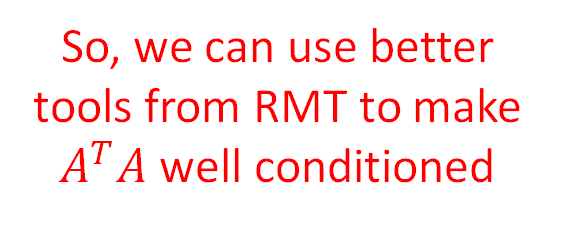 So, we can use better
tools from RMT to make
$A^T A$ well conditioned